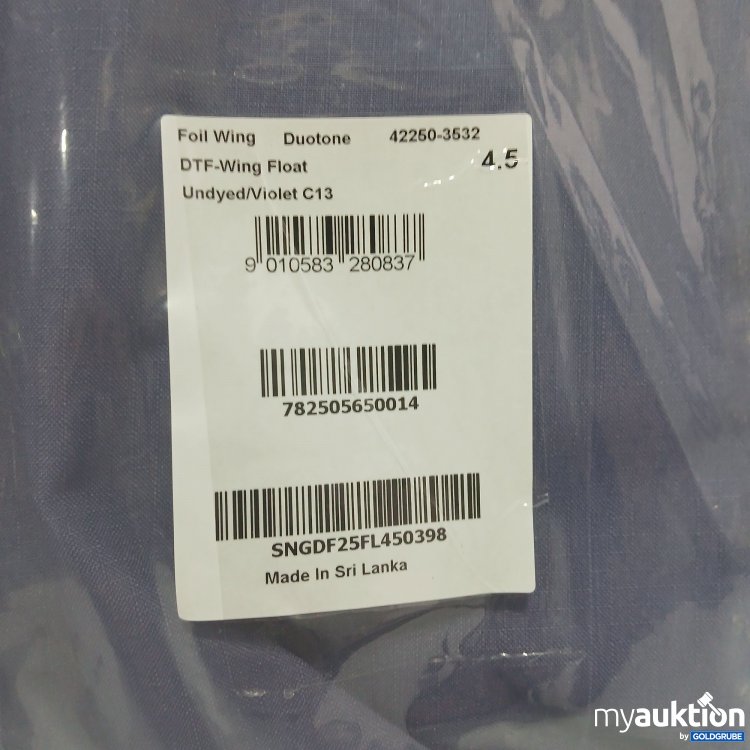 Foil Wing Duotone 42250-3532
DTF-Wing Float 4.5
Undyed/Violet C13
9 010583 280837
782505650014
SNGDF25FL450398
Made In Sri Lanka
myauktion
by GOLDGRUBE